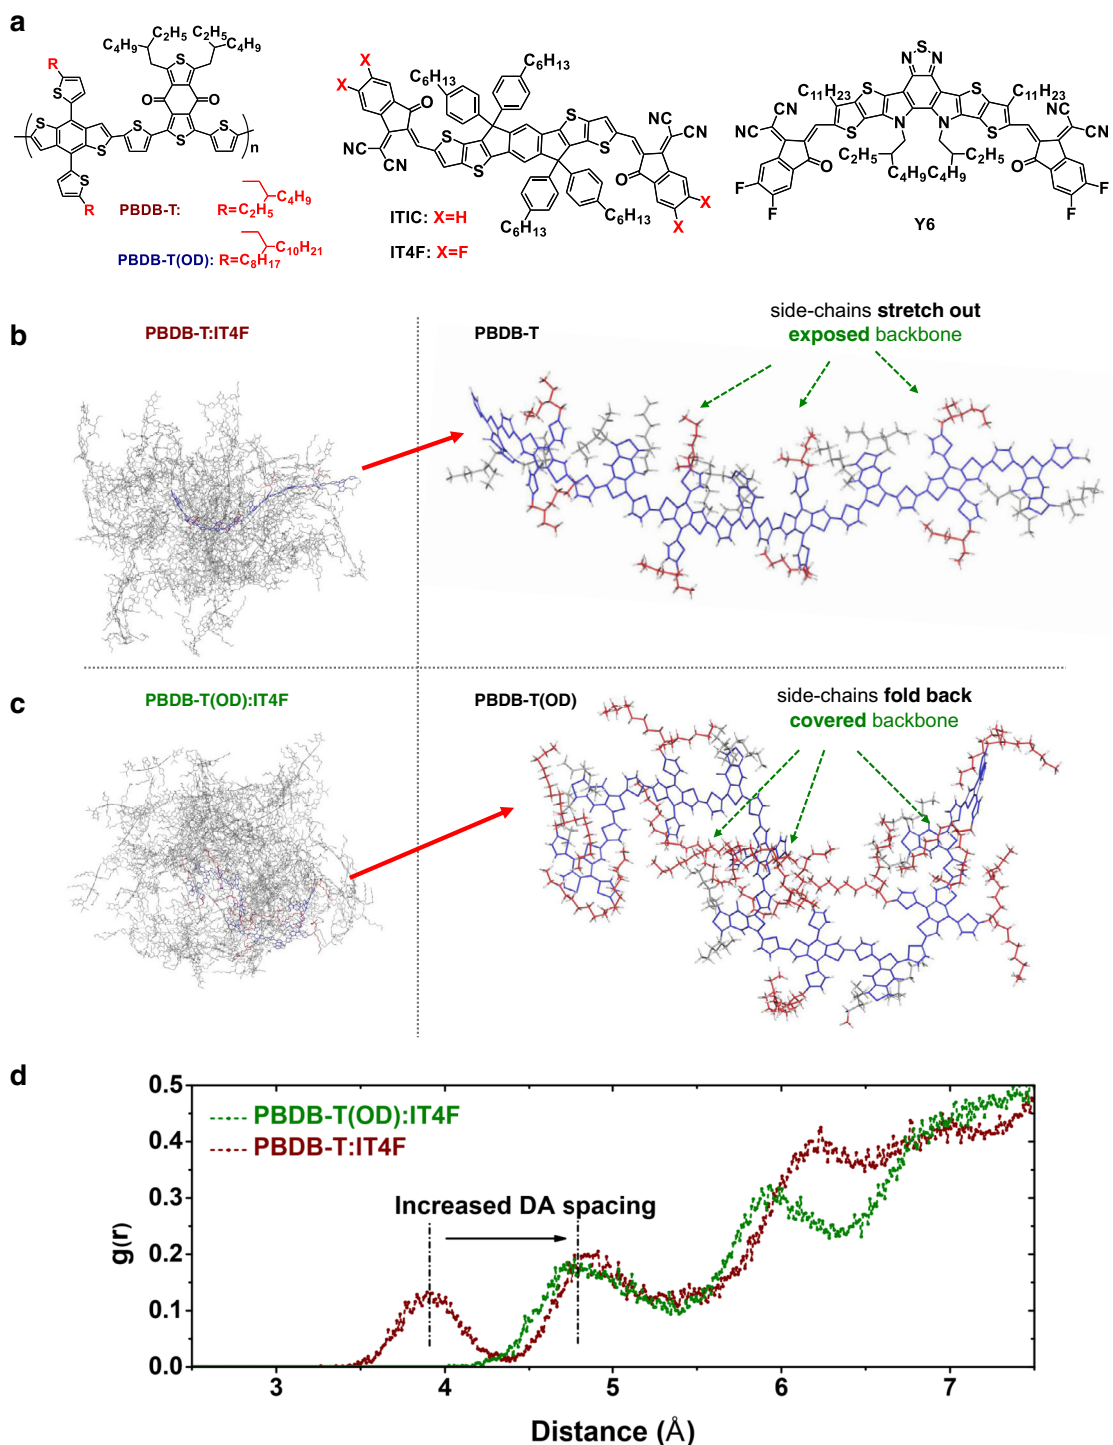 a
C4H9 C2H5 C2H5 C4H9
R
S
S
O O
S S S S
S S
n
S
R
PBDB-T: R=C2H5 C4H9
PBDB-T(OD): R=C8H17 C10H21
X
X
C6H13 C6H13
O
S S
NC CN
CN
NC
S S
O
C6H13 C6H13
X
X
ITIC: X=H
IT4F: X=F
S
N N
C11H23 C11H23
S S S S
CN CN
NC CN
N N
O O
C2H5 C2H5
C4H9 C4H9
F F
F F
Y6
b
PBDB-T:IT4F
PBDB-T
side-chains stretch out
exposed backbone
c
PBDB-T(OD):IT4F
PBDB-T(OD)
side-chains fold back
covered backbone
d
g(r)
0.5
0.4
0.3
0.2
0.1
0.0
PBDB-T(OD):IT4F
PBDB-T:IT4F
Increased DA spacing
3 4 5 6 7
Distance (Å)